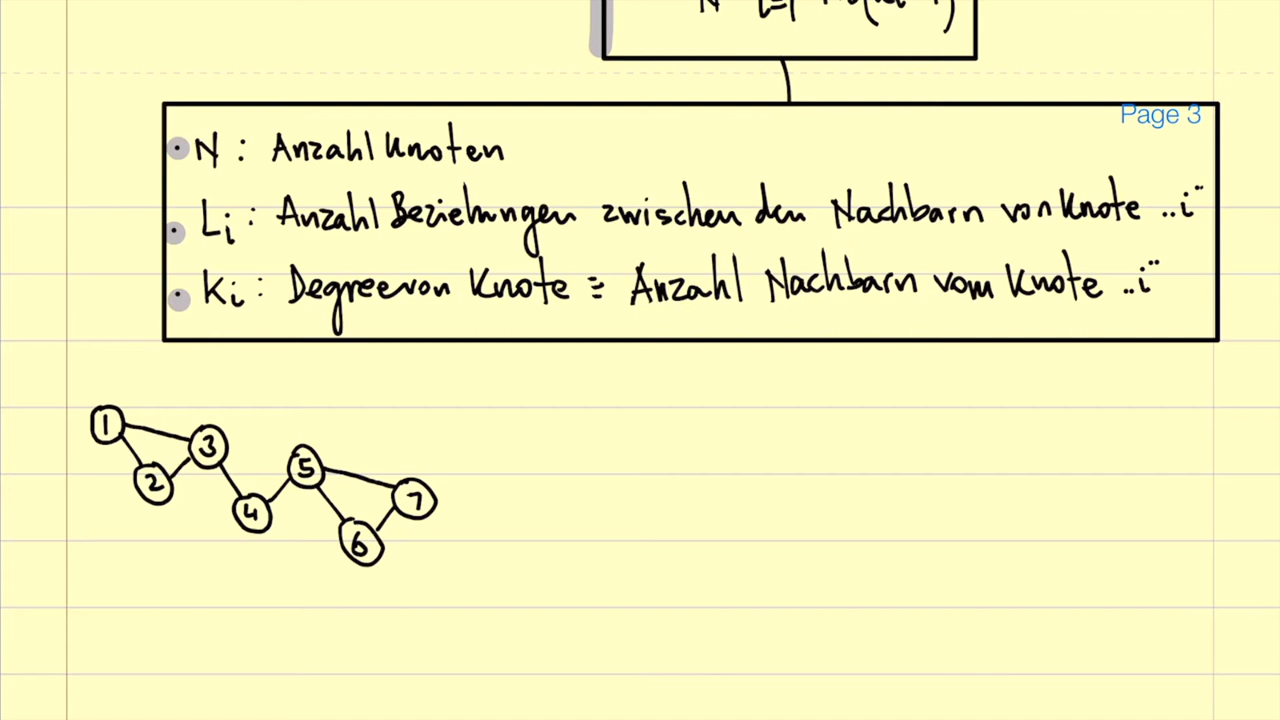 Page 3
• N : Anzahl Knoten
• Li : Anzahl Beziehungen zwischen den Nachbarn von Knote „i“
• Ki : Degree von Knote = Anzahl Nachbarn vom Knote „i“
1
3
2
5
4
7
6